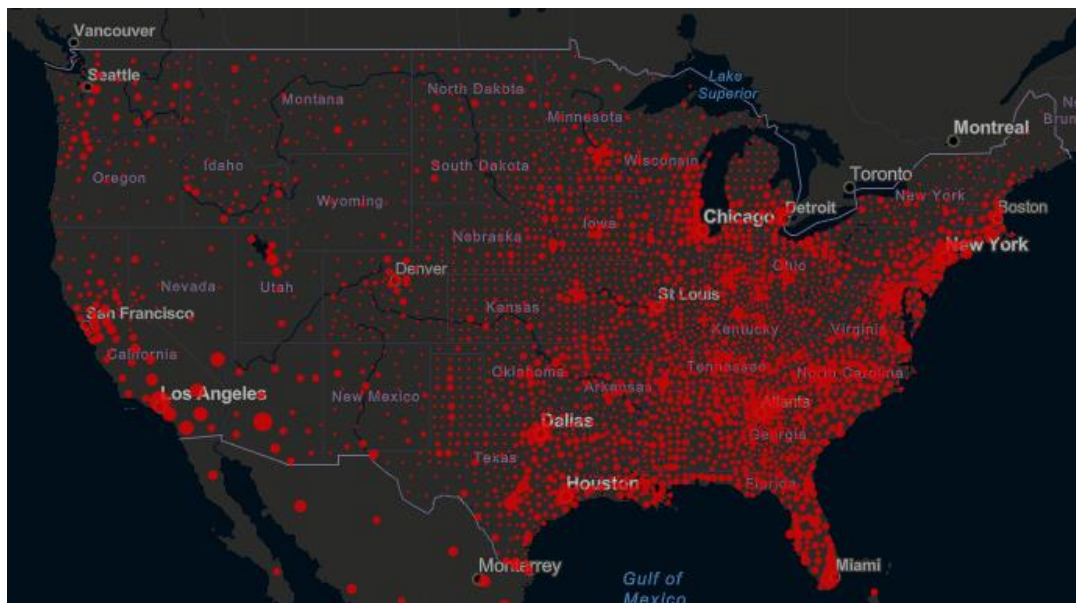 Vancouver
Seattle
Lake
Superior
North Dakota
Montana
Minnesota
Montreal
Wisconsin
Idaho
South Dakota
Oregon
Toronto
New York
Wyoming
Detroit
Boston
Chicago
Iowa
Nebraska
New York
Ohio
Denver
Nevada
Utah
St Louis
Kansas
San Francisco
Kentucky
Virginia
California
Tennessee
Oklahoma
North Carolina
Arkansas
Los Angeles
New Mexico
Atlanta
Dallas
Georgia
Texas
Houston
Florida
Monterrey
Miami
Gulf of
Mexico